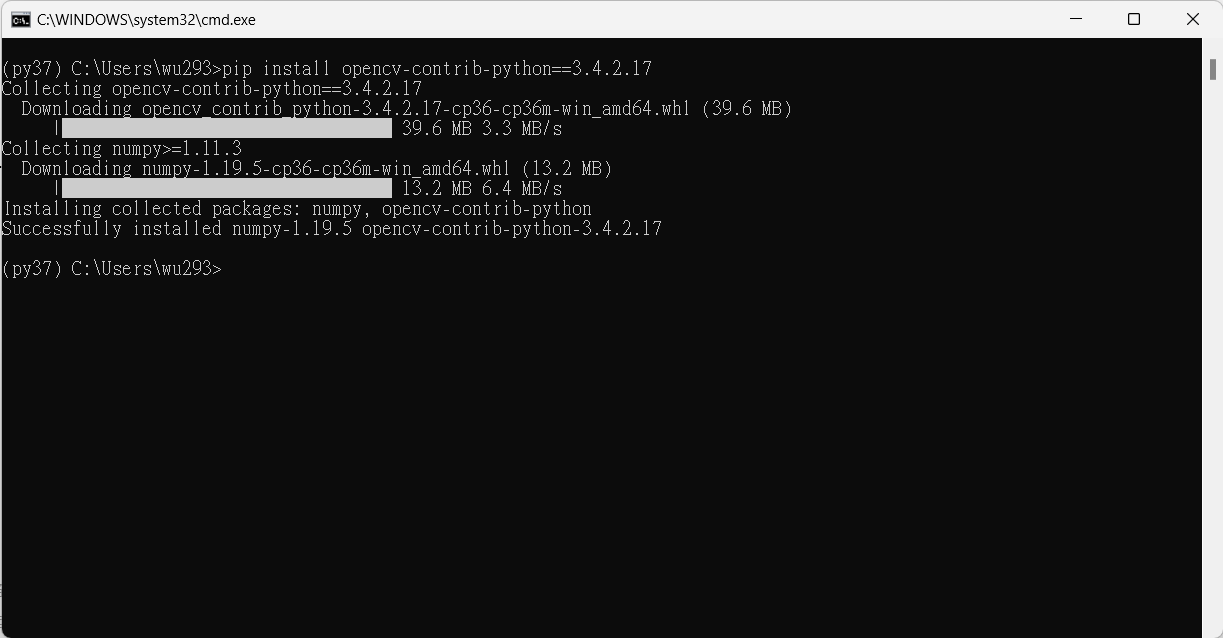 C:\WINDOWS\system32\cmd.exe
(py37) C:\Users\wu293>pip install opencv-contrib-python==3.4.2.17
Collecting opencv-contrib-python==3.4.2.17
  Downloading opencv_contrib_python-3.4.2.17-cp36-cp36m-win_amd64.whl (39.6 MB)
     | 39.6 MB 3.3 MB/s
Collecting numpy>=1.11.3
  Downloading numpy-1.19.5-cp36-cp36m-win_amd64.whl (13.2 MB)
     | 13.2 MB 6.4 MB/s
Installing collected packages: numpy, opencv-contrib-python
Successfully installed numpy-1.19.5 opencv-contrib-python-3.4.2.17
(py37) C:\Users\wu293>